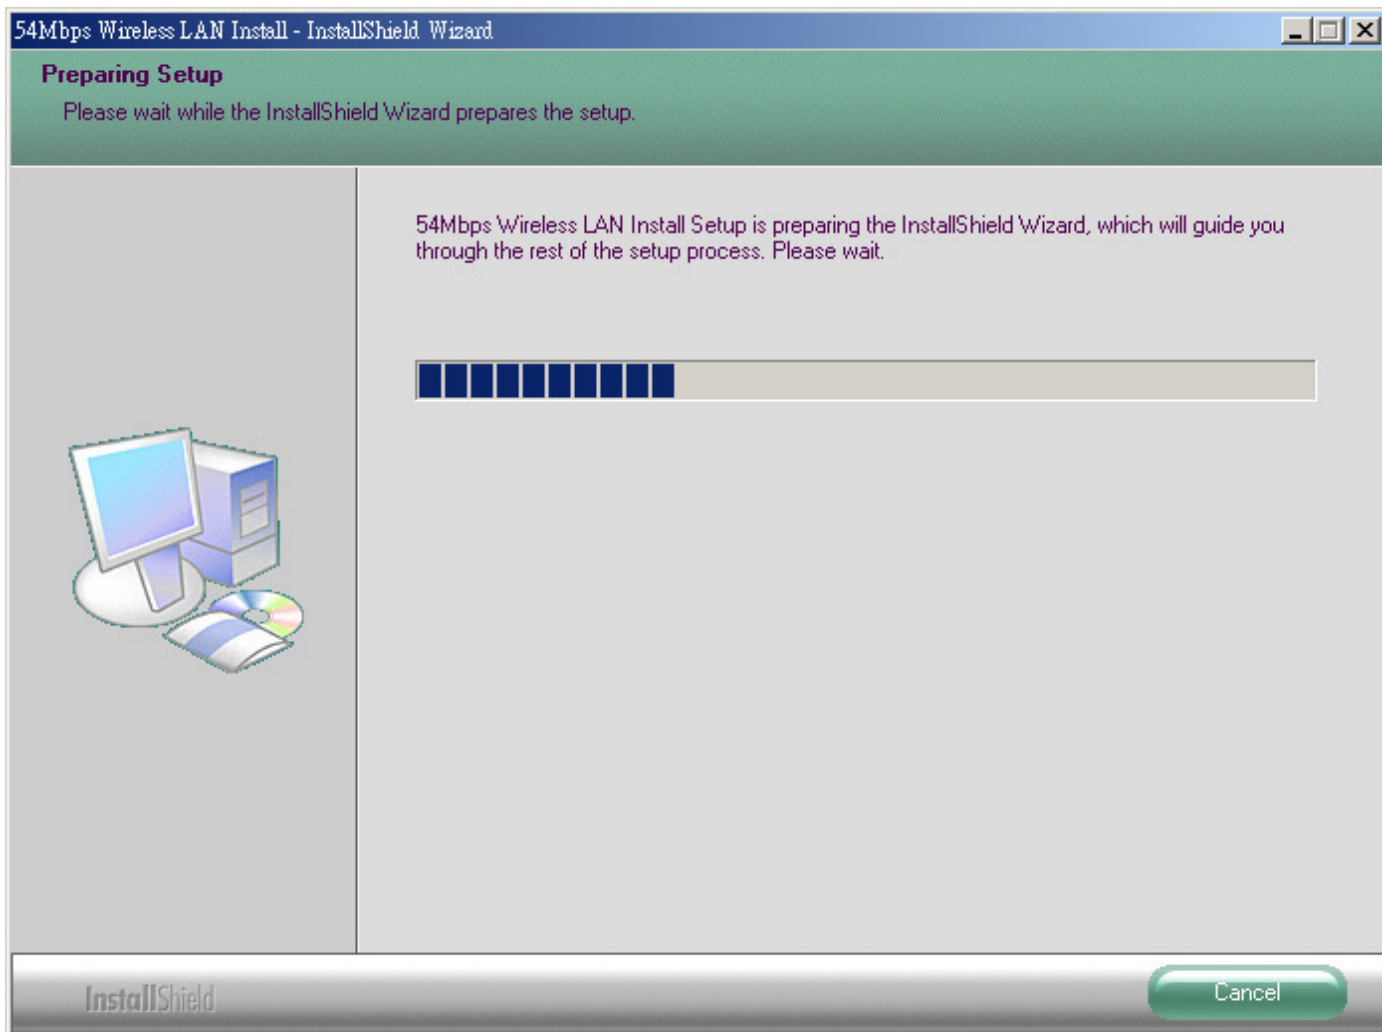 54Mbps Wireless LAN Install - InstallShield Wizard
Preparing Setup
Please wait while the InstallShield Wizard prepares the setup.
54Mbps Wireless LAN Install Setup is preparing the InstallShield Wizard, which will guide you
through the rest of the setup process. Please wait.
InstallShield
Cancel